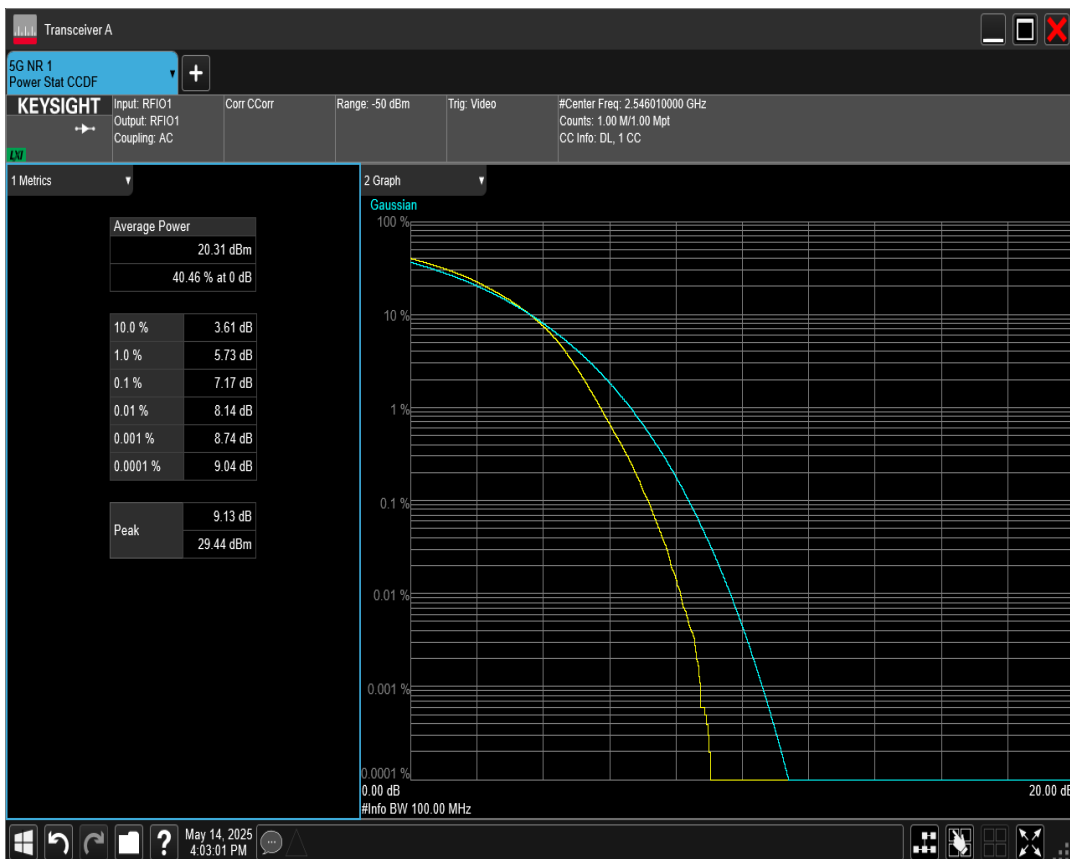 Transceiver A
5G NR 1
Power Stat CCDF
+
KEYSIGHT
LXI
Input: RFIO1
Output: RFIO1
Coupling: AC
Corr CCorr
Range: -50 dBm
Trig: Video
#Center Freq: 2.546010000 GHz
Counts: 1.00 M/1.00 Mpt
CC Info: DL, 1 CC
1 Metrics
Average Power
20.31 dBm
40.46 % at 0 dB
10.0 % 3.61 dB
1.0 % 5.73 dB
0.1 % 7.17 dB
0.01 % 8.14 dB
0.001 % 8.74 dB
0.0001 % 9.04 dB
Peak 9.13 dB
29.44 dBm
2 Graph
Gaussian
100 %
10 %
1 %
0.1 %
0.01 %
0.001 %
0.0001 %
0.00 dB 20.00 dB
#Info BW 100.00 MHz
?
May 14, 2025
4:03:01 PM